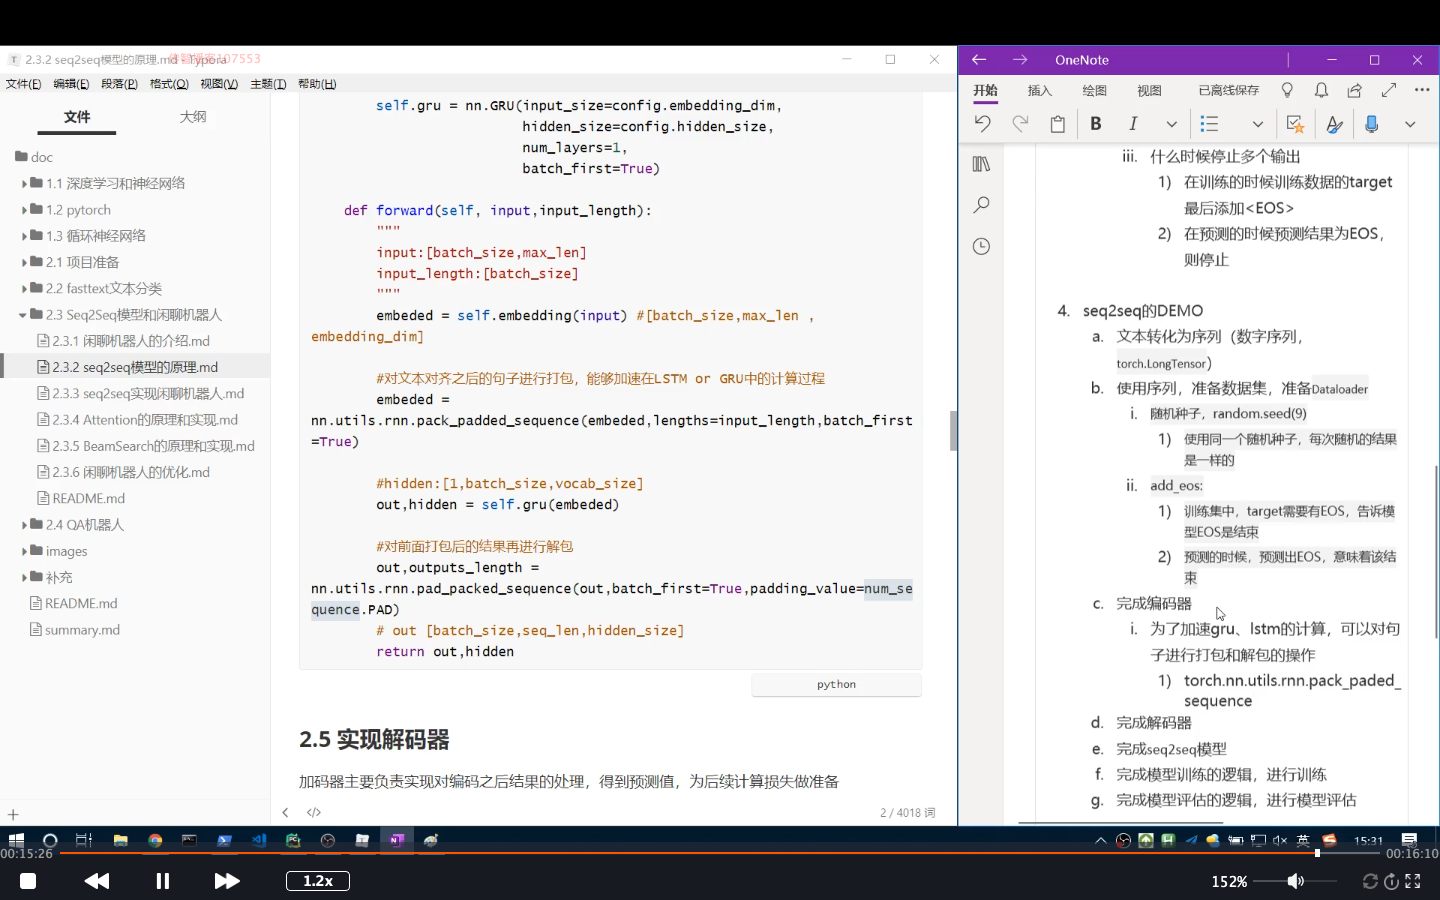 2.3.2 seq2seq模型的原理.md - Typora
文件(F) 编辑(E) 段落(P) 格式(O) 视图(V) 主题(T) 帮助(H)
文件 大纲
doc
1.1 深度学习和神经网络
1.2 pytorch
1.3 循环神经网络
2.1 项目准备
2.2 fasttext文本分类
2.3 Seq2Seq模型和闲聊机器人
2.3.1 闲聊机器人的介绍.md
2.3.2 seq2seq模型的原理.md
2.3.3 seq2seq实现闲聊机器人.md
2.3.4 Attention的原理和实现.md
2.3.5 BeamSearch的原理和实现.md
2.3.6 闲聊机器人的优化.md
README.md
2.4 QA机器人
images
补充
README.md
summary.md
self.gru = nn.GRU(input_size=config.embedding_dim,
hidden_size=config.hidden_size,
num_layers=1,
batch_first=True)
def forward(self, input,input_length):
"""
input:[batch_size,max_len]
input_length:[batch_size]
"""
embeded = self.embedding(input) #[batch_size,max_len ,
embedding_dim]
#对文本对齐之后的句子进行打包，能够加速在LSTM or GRU中的计算过程
embeded =
nn.utils.rnn.pack_padded_sequence(embeded,lengths=input_length,batch_first
=True)
#hidden:[1,batch_size,vocab_size]
out,hidden = self.gru(embeded)
#对前面打包后的结果再进行解包
out,outputs_length =
nn.utils.rnn.pad_packed_sequence(out,batch_first=True,padding_value=num_se
quence.PAD)
# out [batch_size,seq_len,hidden_size]
return out,hidden
python
2.5 实现解码器
加码器主要负责实现对编码之后结果的处理，得到预测值，为后续计算损失做准备
2 / 4018 词
OneNote
开始 插入 绘图 视图 已离线保存
B I
iii. 什么时候停止多个输出
1) 在训练的时候训练数据的target
最后添加<EOS>
2) 在预测的时候预测结果为EOS，
则停止
4. seq2seq的DEMO
a. 文本转化为序列（数字序列，
torch.LongTensor）
b. 使用序列，准备数据集，准备Dataloader
i. 随机种子，random.seed(9)
1) 使用同一个随机种子，每次随机的结果
是一样的
ii. add_eos:
1) 训练集中，target需要有EOS，告诉模
型EOS是结束
2) 预测的时候，预测出EOS，意味着该结
束
c. 完成编码器
i. 为了加速gru、lstm的计算，可以对句
子进行打包和解包的操作
1) torch.nn.utils.rnn.pack_paded_
sequence
d. 完成解码器
e. 完成seq2seq模型
f. 完成模型训练的逻辑，进行训练
g. 完成模型评估的逻辑，进行模型评估
英 15:31
00:15:26 00:16:10
1.2x 152%